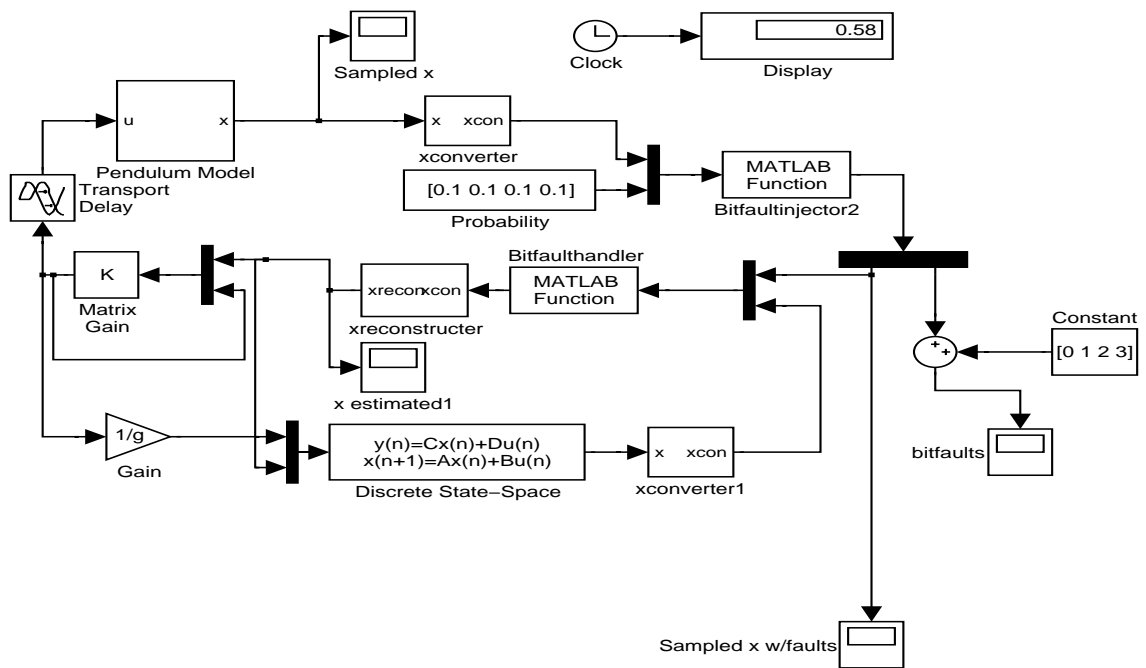 0.58
Sampled x
Clock
Display
u
x
x
xcon
xconverter
Pendulum Model
MATLAB
Function
Transport
Delay
[0.1 0.1 0.1 0.1]
Probability
Bitfaultinjector2
Bitfaulthandler
K
xrecon
xcon
MATLAB
Function
Matrix
Gain
xreconstructer
Constant
+
+
[0 1 2 3]
x estimated1
1/g
y(n)=Cx(n)+Du(n)
x(n+1)=Ax(n)+Bu(n)
x
xcon
bitfaults
Gain
Discrete State−Space
xconverter1
Sampled x w/faults